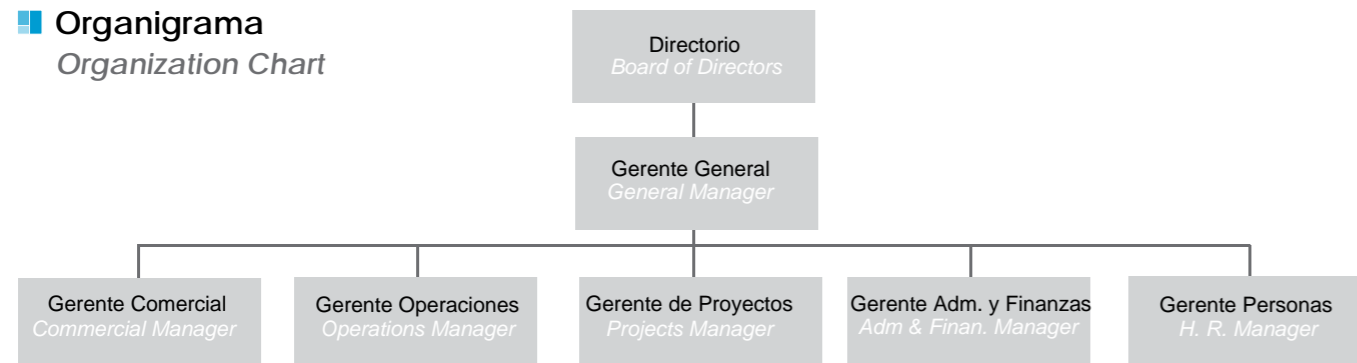 Organigrama
Organization Chart
Directorio
Board of Directors
Gerente General
General Manager
Gerente Comercial
Commercial Manager
Gerente Operaciones
Operations Manager
Gerente de Proyectos
Projects Manager
Gerente Adm. y Finanzas
Adm & Finan. Manager
Gerente Personas
H. R. Manager